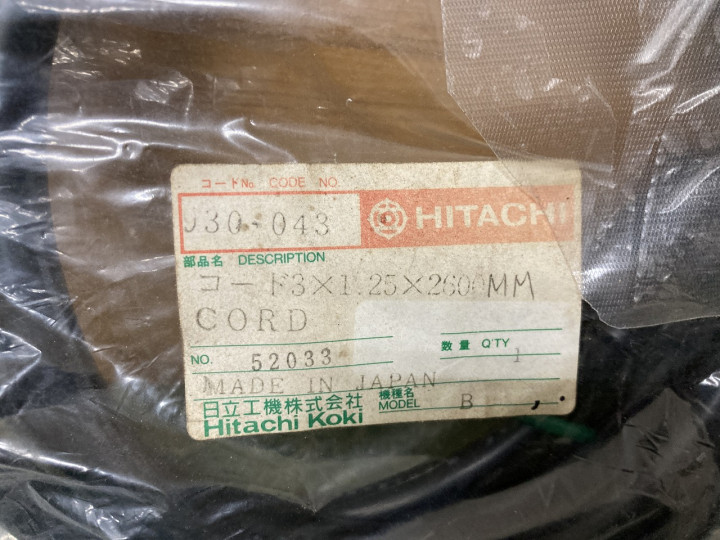 コードNo. CODE NO.
930-043
HITACHI
部品名 DESCRIPTION
コード3×1.25×2600MM
CORD
NO. 52033
数量 Q'TY 1
MADE IN JAPAN
日立工機株式会社
Hitachi Koki
機種名
MODEL B